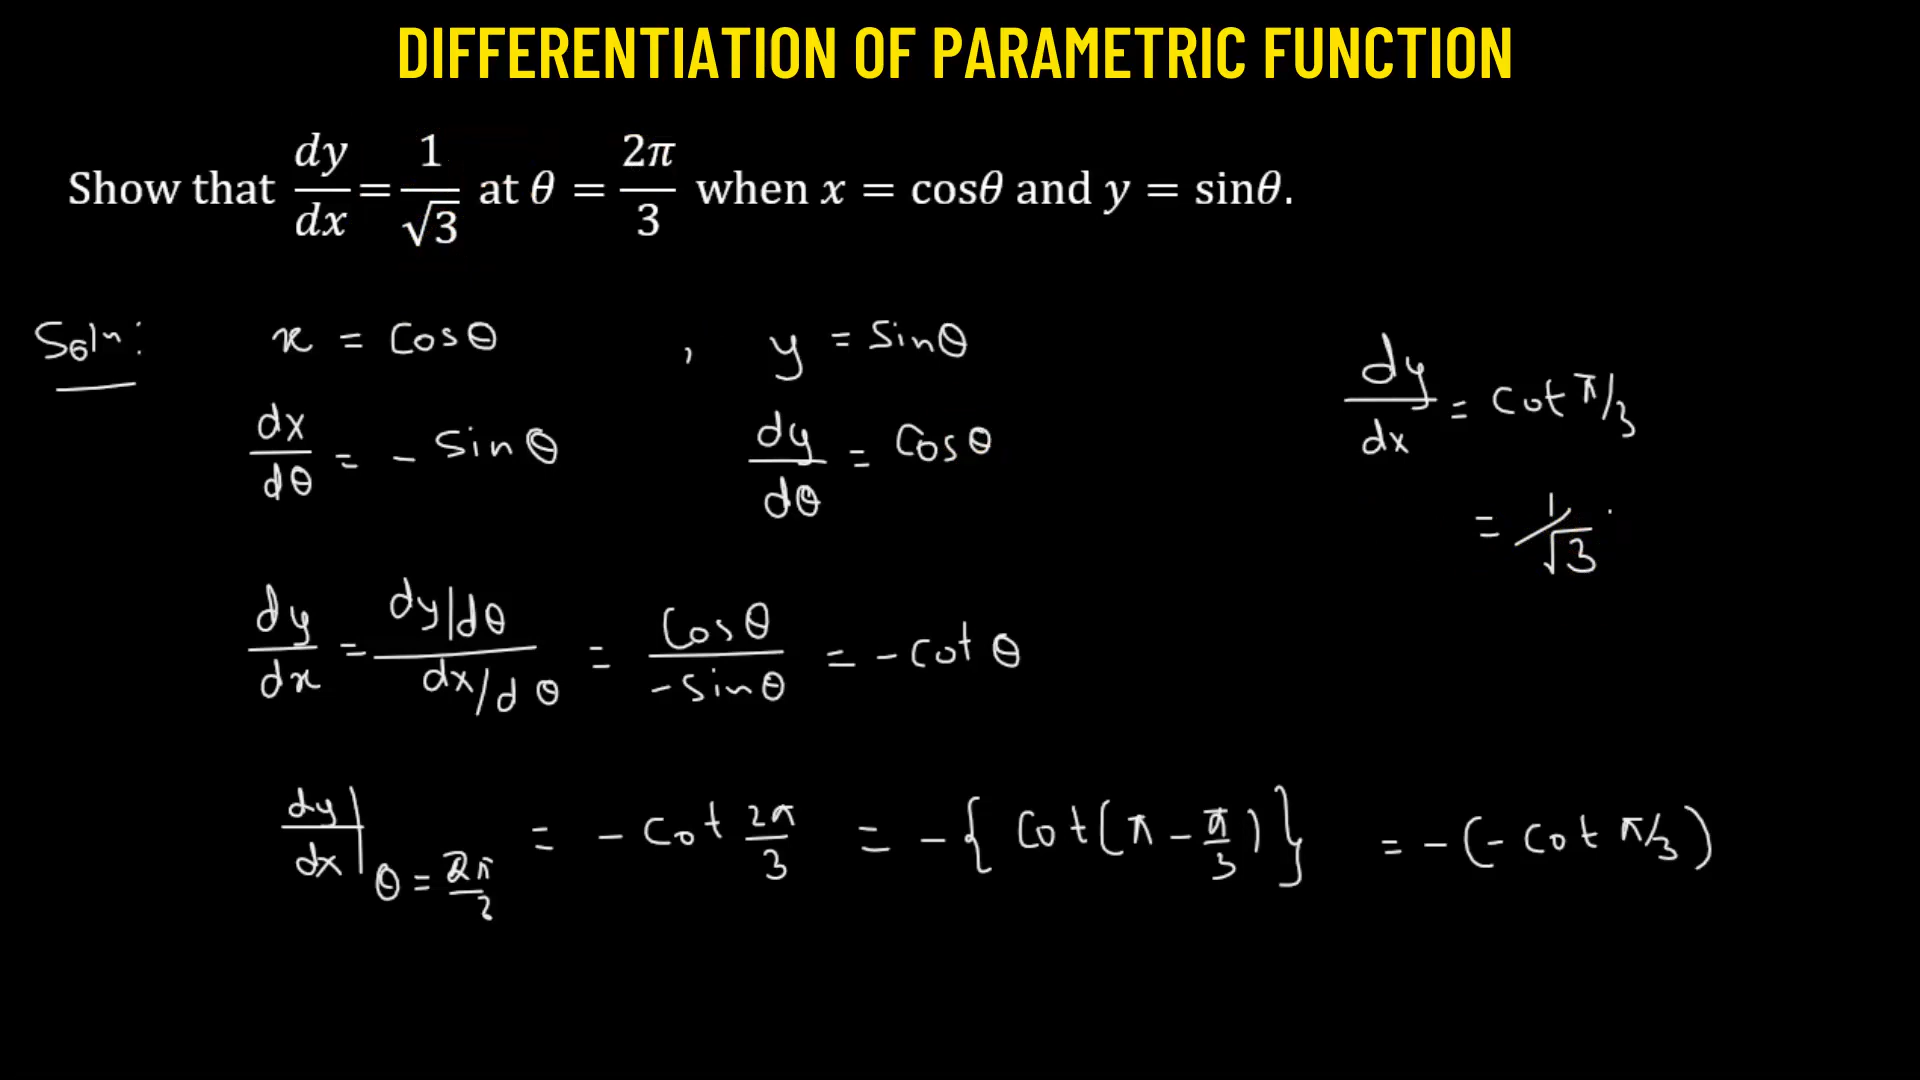 DIFFERENTIATION OF PARAMETRIC FUNCTION
Show that dy/dx = 1/√3 at θ = 2π/3 when x = cosθ and y = sinθ.
Soln:
x = Cosθ , y = Sinθ
dx/dθ = - Sinθ dy/dθ = Cosθ
dy/dx = (dy/dθ)/(dx/dθ) = Cosθ/-Sinθ = -cotθ
dy/dx|θ = 2π/3 = - Cot 2π/3 = -{Cot(π - π/3)} = -(-Cot π/3)
dy/dx = Cot π/3
= 1/√3.